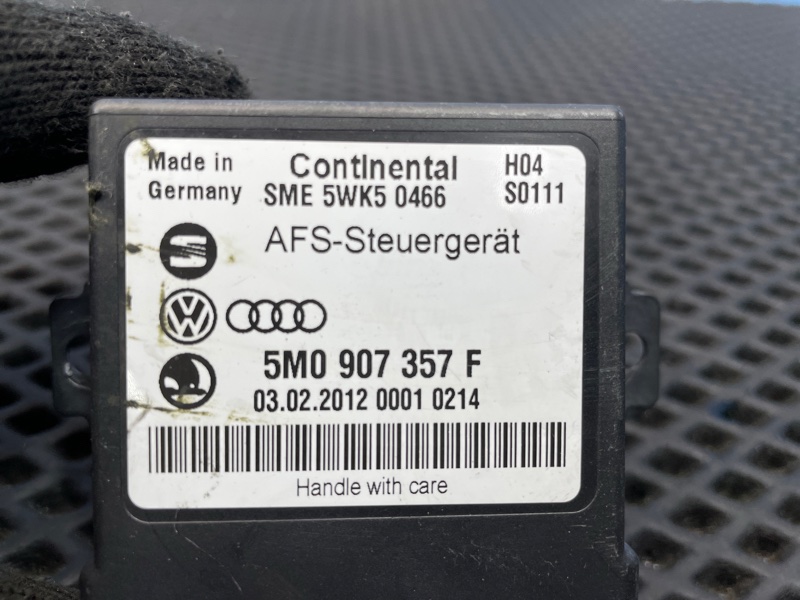 Made in Continental H04
Germany SME 5WK5 0466 S0111
AFS-Steuergerät
5M0 907 357 F
03.02.2012 0001 0214
Handle with care